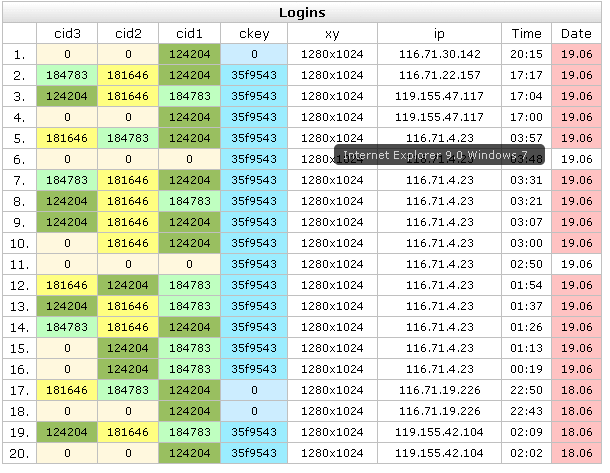 Logins
cid3 cid2 cid1 ckey xy ip Time Date
1. 0 0 124204 0 1280x1024 116.71.30.142 20:15 19.06
2. 184783 181646 124204 35f9543 1280x1024 116.71.22.157 17:17 19.06
3. 124204 181646 184783 35f9543 1280x1024 119.155.47.117 17:04 19.06
4. 0 0 124204 35f9543 1280x1024 119.155.47.117 17:00 19.06
5. 181646 184783 124204 35f9543 1280x1024 116.71.4.23 03:57 19.06
Internet Explorer 9.0, Windows 7
6. 0 0 0 35f9543 1280x1024 116.71.4.23 03:48 19.06
7. 184783 181646 124204 35f9543 1280x1024 116.71.4.23 03:31 19.06
8. 124204 181646 184783 35f9543 1280x1024 116.71.4.23 03:21 19.06
9. 124204 181646 124204 35f9543 1280x1024 116.71.4.23 03:07 19.06
10. 0 181646 124204 35f9543 1280x1024 116.71.4.23 03:00 19.06
11. 0 0 0 35f9543 1280x1024 116.71.4.23 02:50 19.06
12. 181646 124204 184783 35f9543 1280x1024 116.71.4.23 01:54 19.06
13. 124204 181646 184783 35f9543 1280x1024 116.71.4.23 01:37 19.06
14. 184783 181646 124204 35f9543 1280x1024 116.71.4.23 01:26 19.06
15. 0 124204 184783 35f9543 1280x1024 116.71.4.23 01:13 19.06
16. 0 124204 184783 35f9543 1280x1024 116.71.4.23 00:19 19.06
17. 181646 184783 124204 0 1280x1024 116.71.19.226 22:50 18.06
18. 0 0 124204 0 1280x1024 116.71.19.226 22:43 18.06
19. 124204 181646 184783 35f9543 1280x1024 119.155.42.104 02:09 18.06
20. 0 0 124204 35f9543 1280x1024 119.155.42.104 02:02 18.06